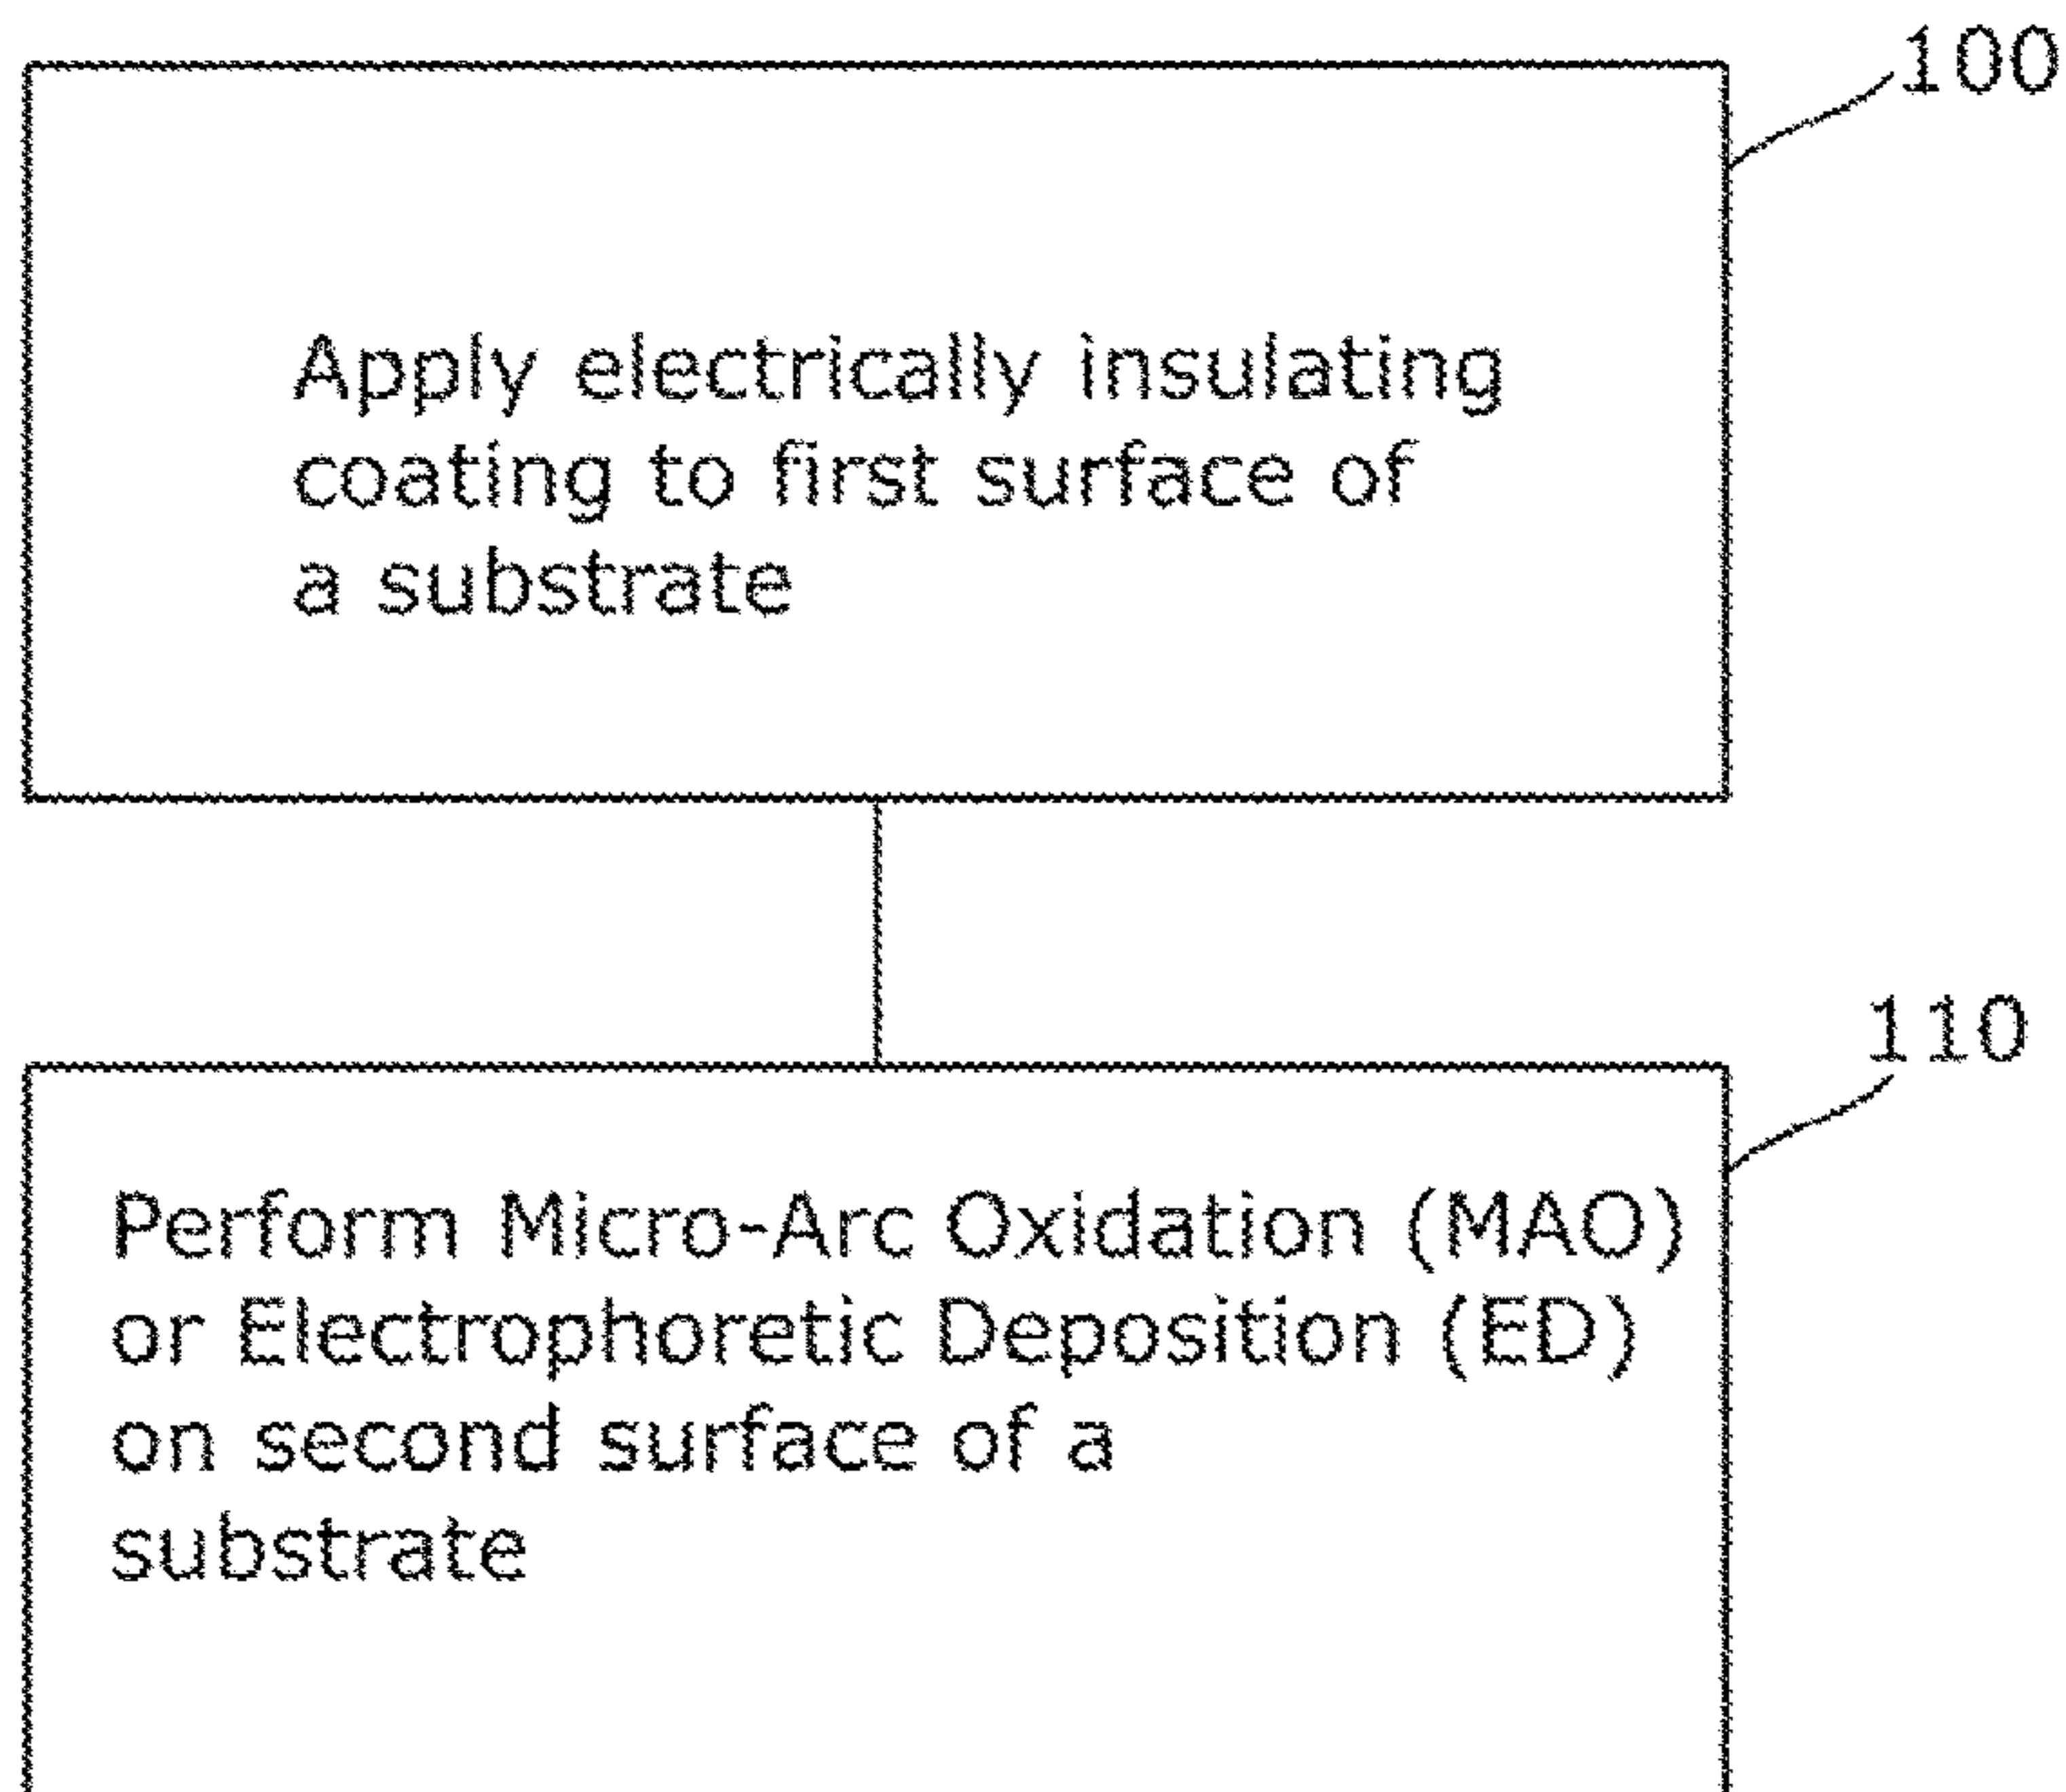 100
Apply electrically insulating
coating to first surface of
a substrate
110
Perform Micro-Arc Oxidation (MAO)
or Electrophoretic Deposition (ED)
on second surface of a
substrate